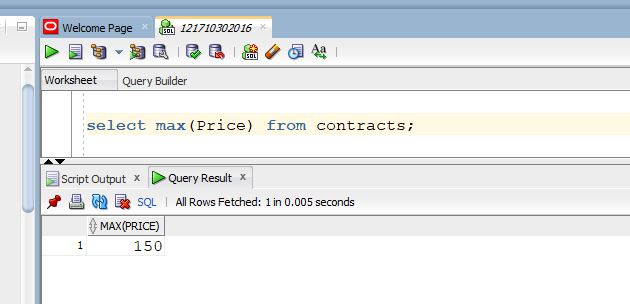 Welcome Page
121710302016
Worksheet Query Builder
select max(Price) from contracts;
Script Output x Query Result x
SQL | All Rows Fetched: 1 in 0.005 seconds
MAX(PRICE)
1 150